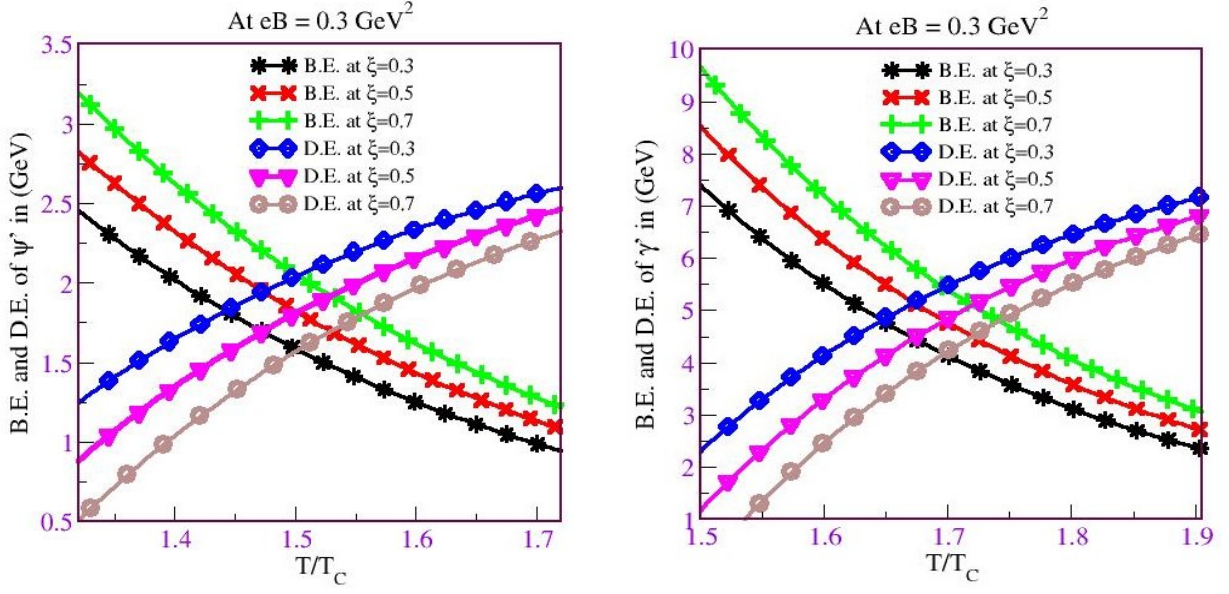 At eB = 0.3 GeV²
B.E. and D.E. of ψ' in (GeV)
3.5
3
2.5
2
1.5
1
0.5
B.E. at ξ=0.3
B.E. at ξ=0.5
B.E. at ξ=0.7
D.E. at ξ=0.3
D.E. at ξ=0.5
D.E. at ξ=0.7
1.4 1.5 1.6 1.7
T/T_C
At eB = 0.3 GeV²
B.E. and D.E. of γ' in (GeV)
10
9
8
7
6
5
4
3
2
1
B.E. at ξ=0.3
B.E. at ξ=0.5
B.E. at ξ=0.7
D.E. at ξ=0.3
D.E. at ξ=0.5
D.E. at ξ=0.7
1.5 1.6 1.7 1.8 1.9
T/T_C